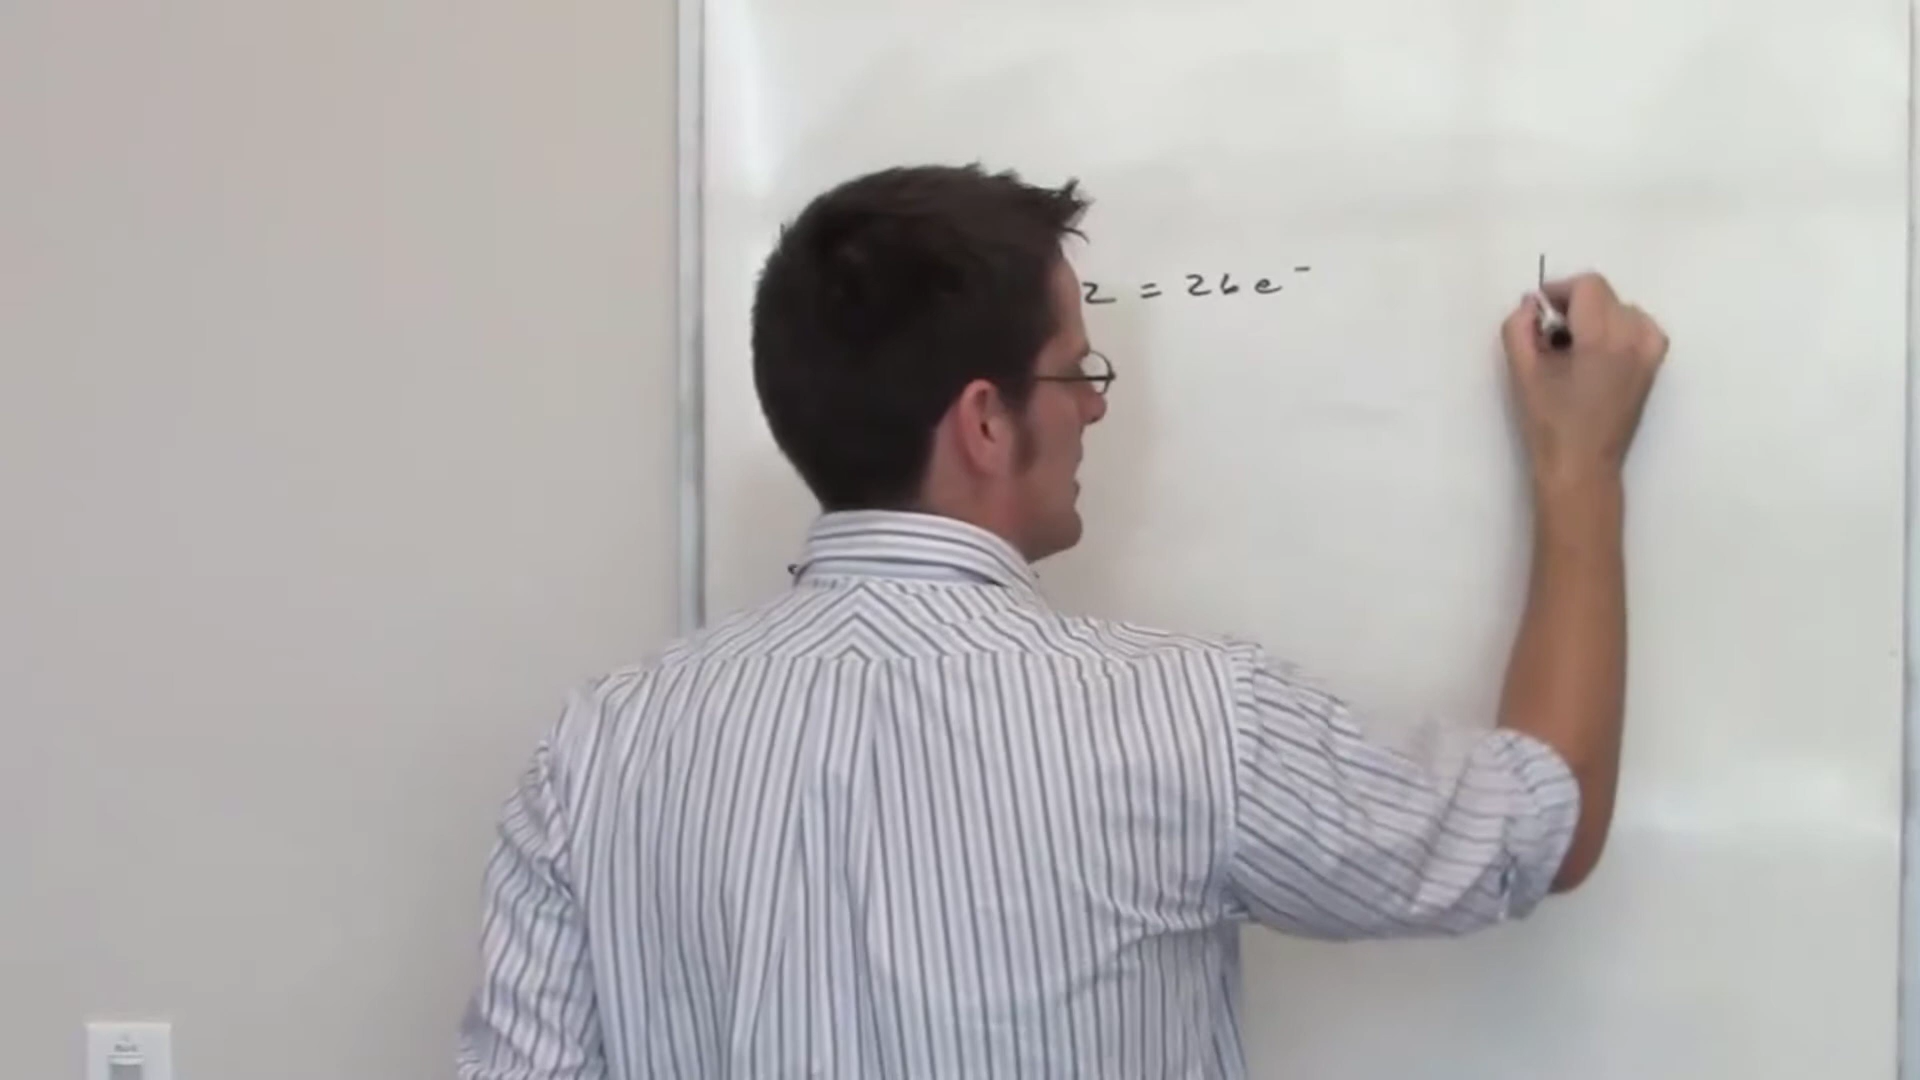 2 = 26 e⁻